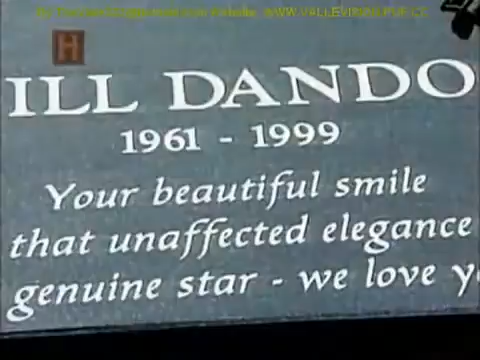 H
ILL DANDO
1961 - 1999
Your beautiful smile
that unaffected elegance
genuine star - we love y